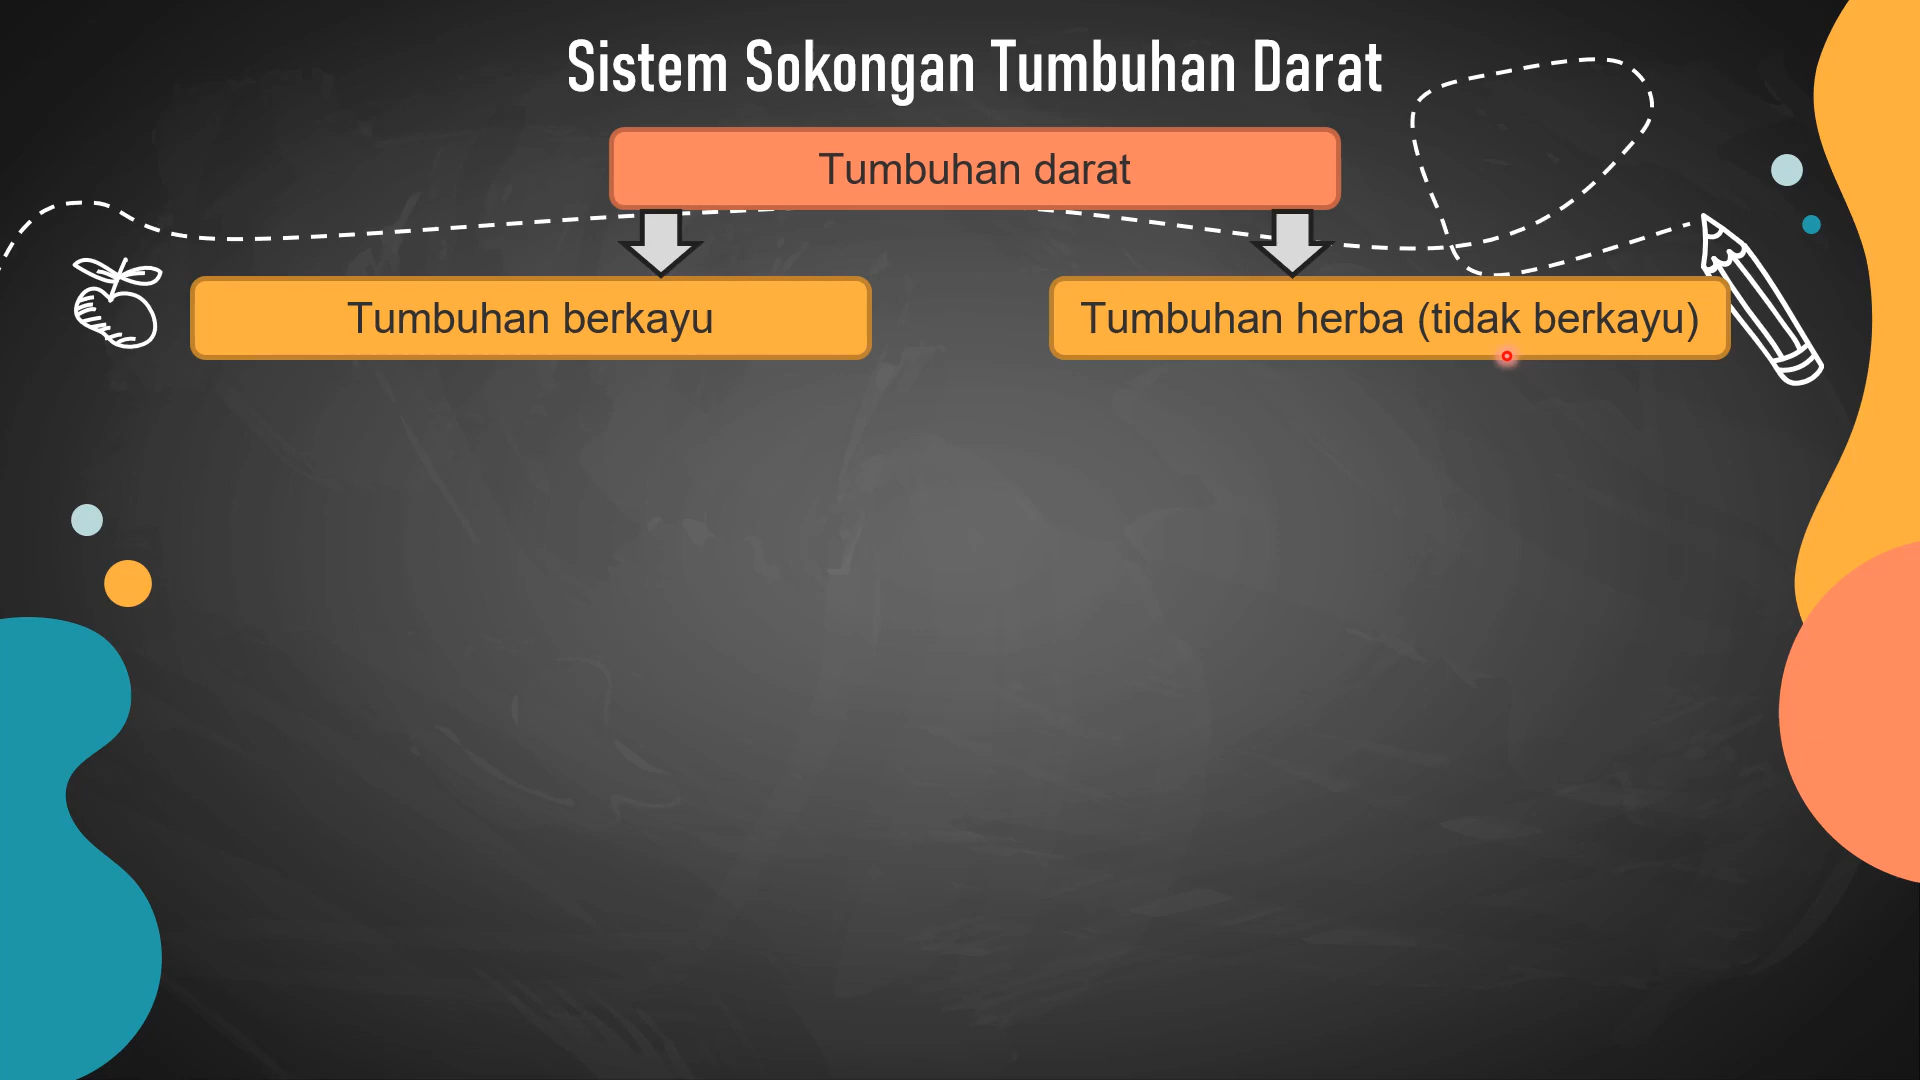 Sistem Sokongan Tumbuhan Darat
Tumbuhan darat
Tumbuhan berkayu
Tumbuhan herba (tidak berkayu)